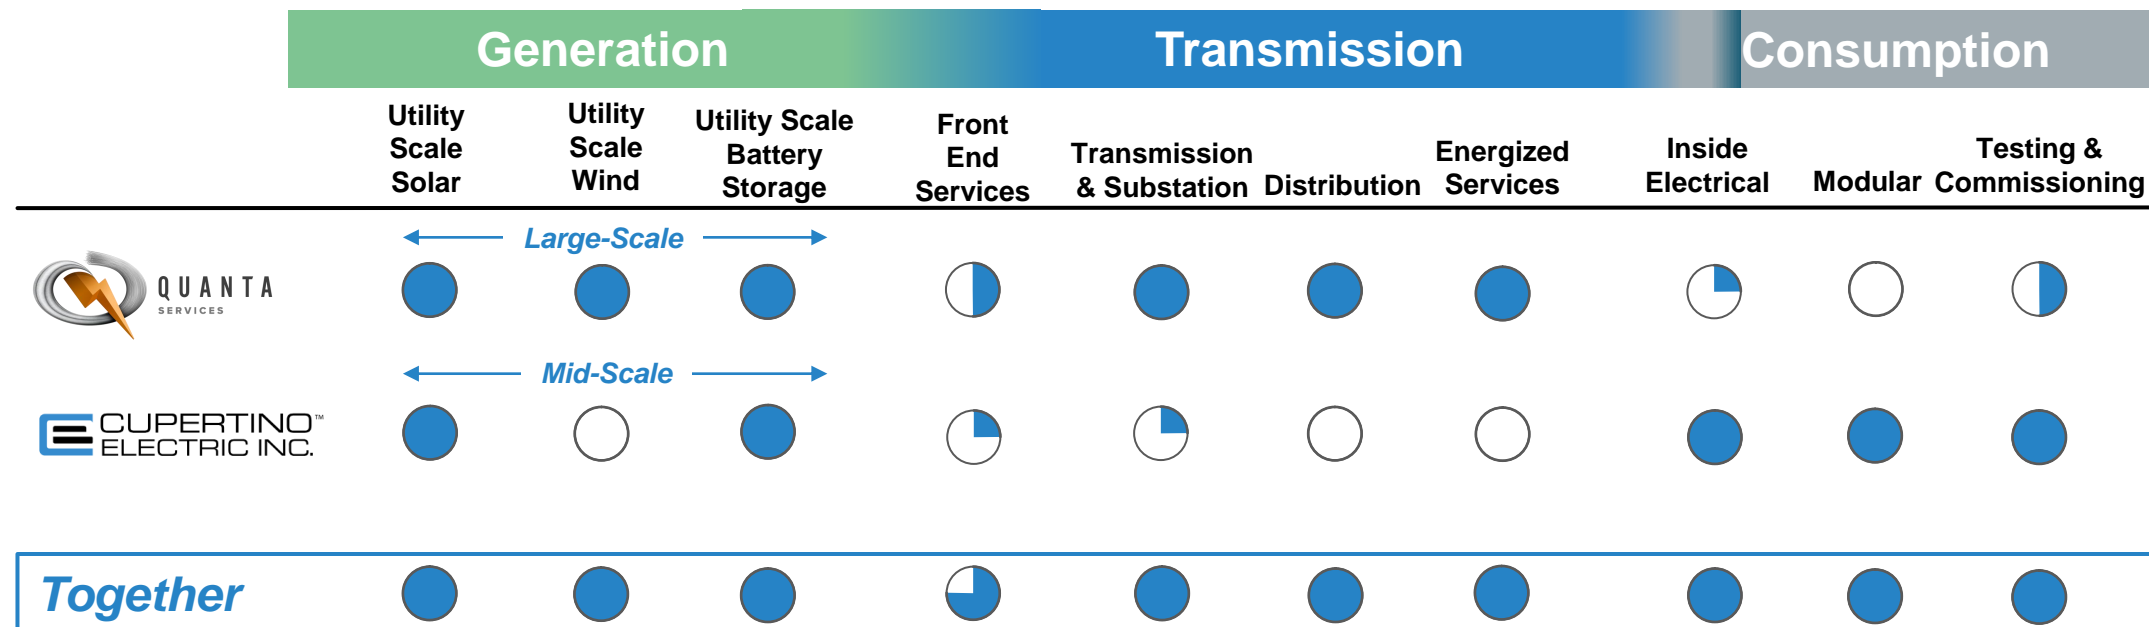 Generation Transmission Consumption
Utility
Scale
Solar
Utility
Scale
Wind
Utility Scale
Battery
Storage
Front
End
Services
Transmission
& Substation
Distribution
Energized
Services
Inside
Electrical
Modular
Testing &
Commissioning
Large-Scale
QUANTA
SERVICES
Mid-Scale
CUPERTINO™
ELECTRIC INC.
Together